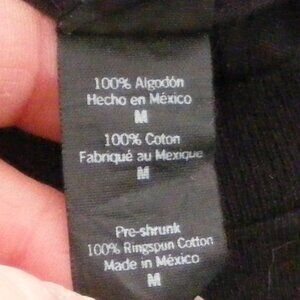 100% Algodón
Hecho en México
M
100% Coton
Fabriqué au Mexique
M
Pre-shrunk
100% Ringspun Cotton
Made in México
M